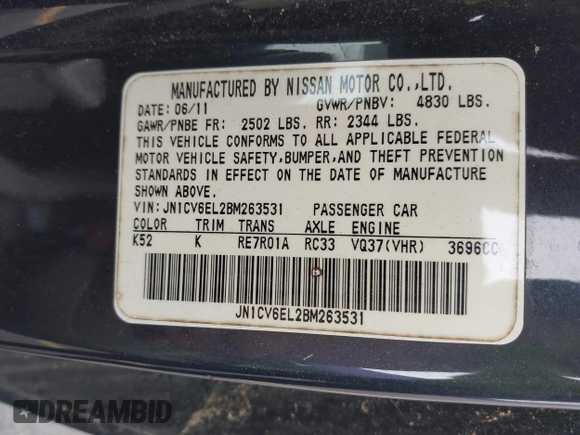 MANUFACTURED BY NISSAN MOTOR CO.,LTD.
DATE: 06/11 GVWR/PNBV: 4830 LBS.
GAWR/PNBE FR: 2502 LBS. RR: 2344 LBS.
THIS VEHICLE CONFORMS TO ALL APPLICABLE FEDERAL
MOTOR VEHICLE SAFETY,BUMPER,AND THEFT PREVENTION
STANDARDS IN EFFECT ON THE DATE OF MANUFACTURE
SHOWN ABOVE.
VIN:JN1CV6EL2BM263531 PASSENGER CAR
COLOR TRIM TRANS AXLE ENGINE
K52 K RE7R01A RC33 VQ37(VHR) 3696CC
JN1CV6EL2BM263531
DREAMBID